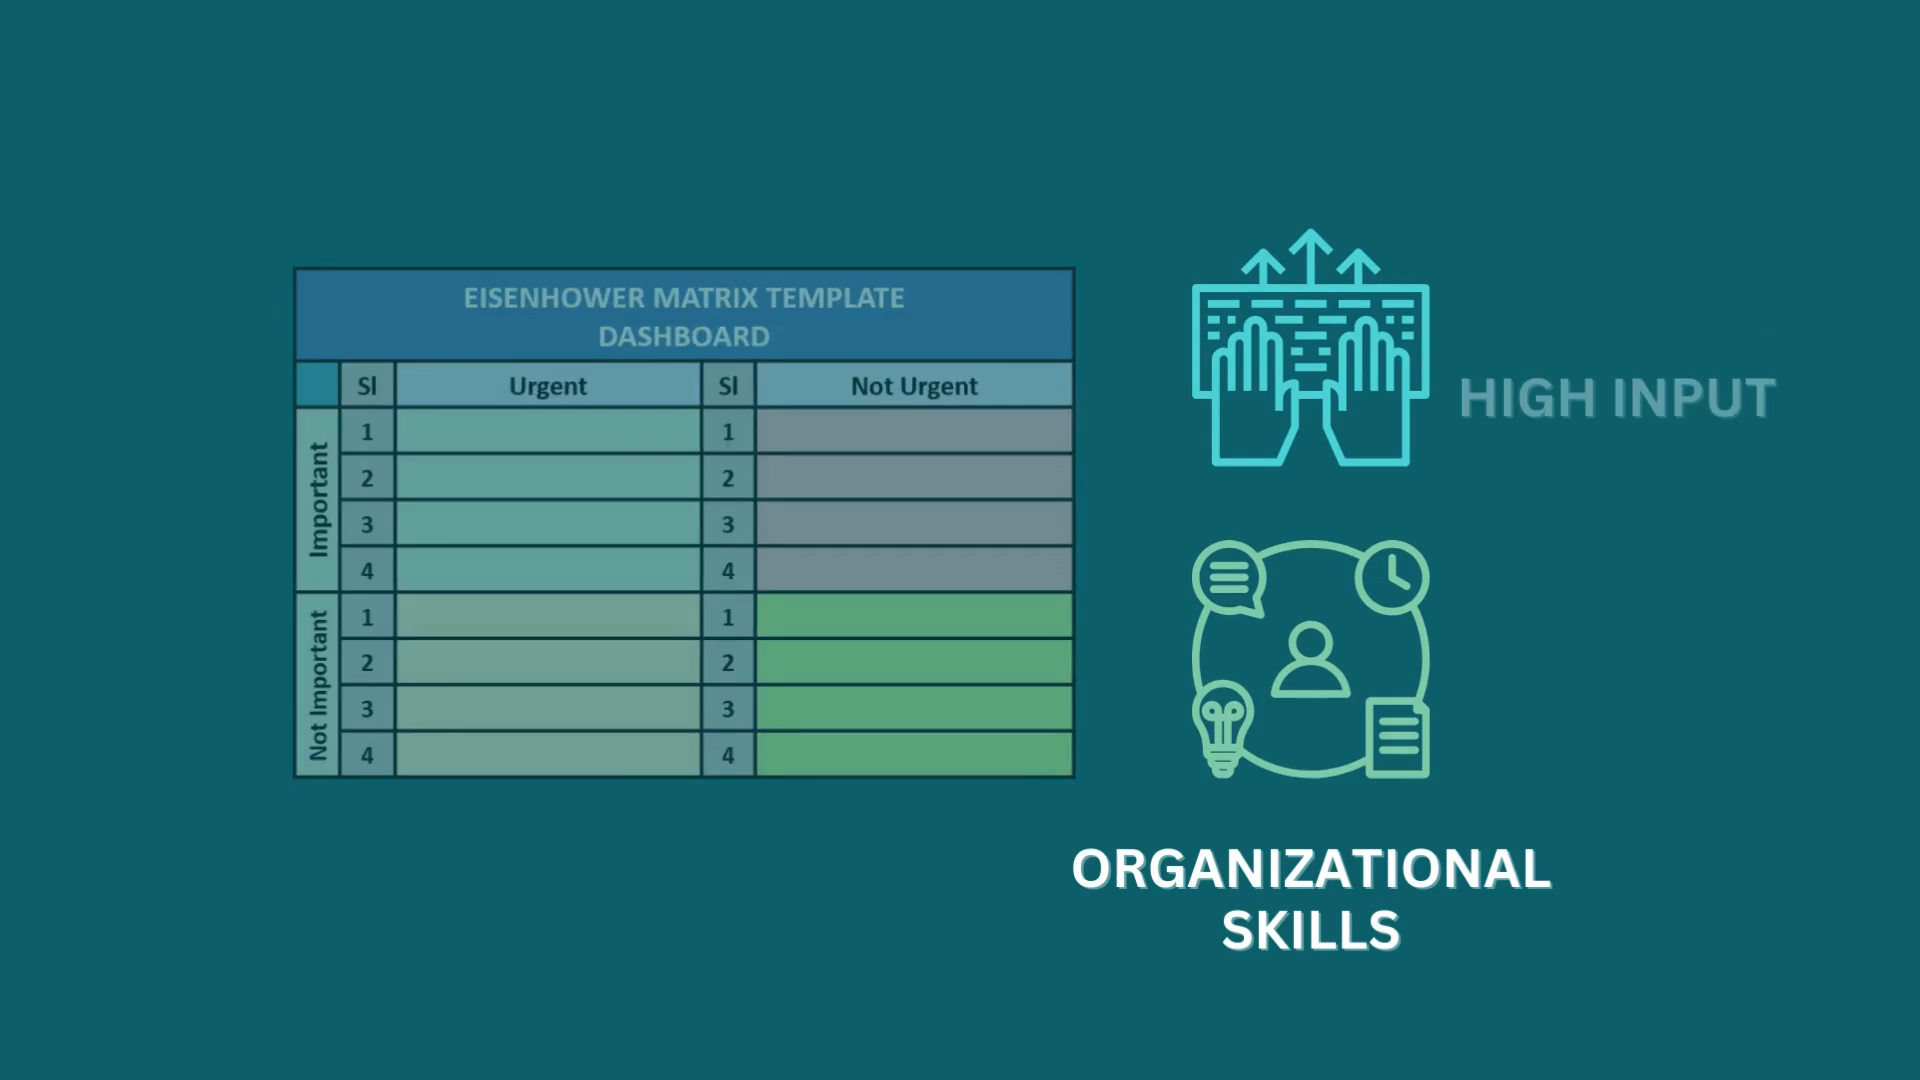 EISENHOWER MATRIX TEMPLATE
DASHBOARD
Sl Urgent Sl Not Urgent
Important
1 1
2 2
3 3
4 4
Not Important
1 1
2 2
3 3
4 4
HIGH INPUT
ORGANIZATIONAL
SKILLS